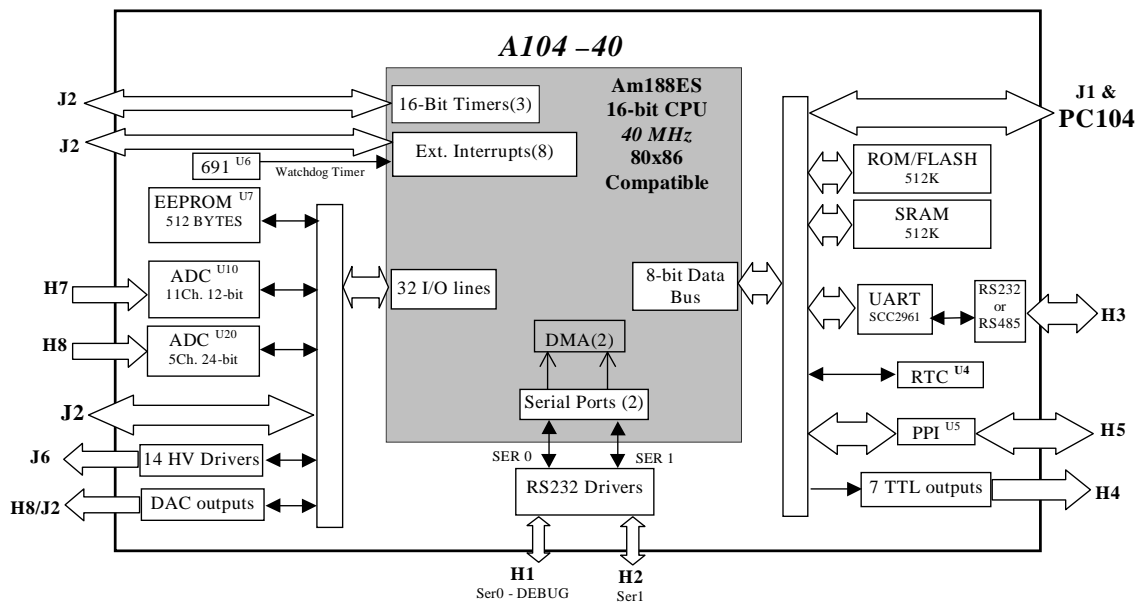 A104 –40
J2
16-Bit Timers(3)
J2
Ext. Interrupts(8)
691 U6
Watchdog Timer
Am188ES
16-bit CPU
40 MHz
80x86
Compatible
J1 &
PC104
EEPROM U7
512 BYTES
ROM/FLASH
512K
SRAM
512K
H7
ADC U10
11Ch. 12-bit
32 I/O lines
8-bit Data
Bus
UART
SCC2961
RS232
or
RS485
H3
H8
ADC U20
5Ch. 24-bit
DMA(2)
RTC U4
J2
Serial Ports (2)
PPI U5
H5
J6
14 HV Drivers
SER 0
SER 1
H8/J2
DAC outputs
RS232 Drivers
7 TTL outputs
H4
H1
Ser0 - DEBUG
H2
Ser1